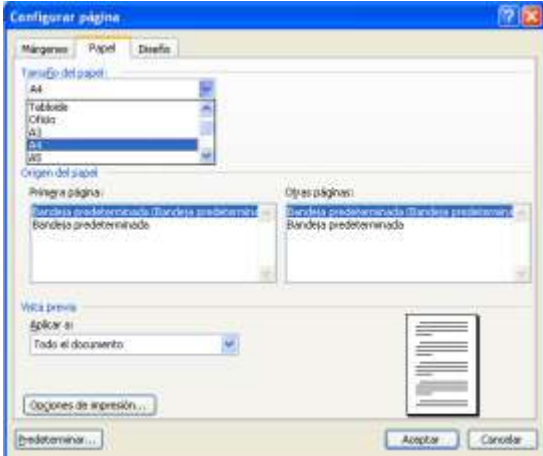 Configurar página
Márgenes Papel Diseño
Tamaño del papel:
A4
Tabloide
Oficio
A3
A4
A5
Origen del papel
Primera página: Otras páginas:
Bandeja predeterminada (Bandeja predetermina Bandeja predeterminada (Bandeja predetermina
Bandeja predeterminada Bandeja predeterminada
Vista previa
Aplicar a:
Todo el documento
Opciones de impresión...
Predeterminar... Aceptar Cancelar